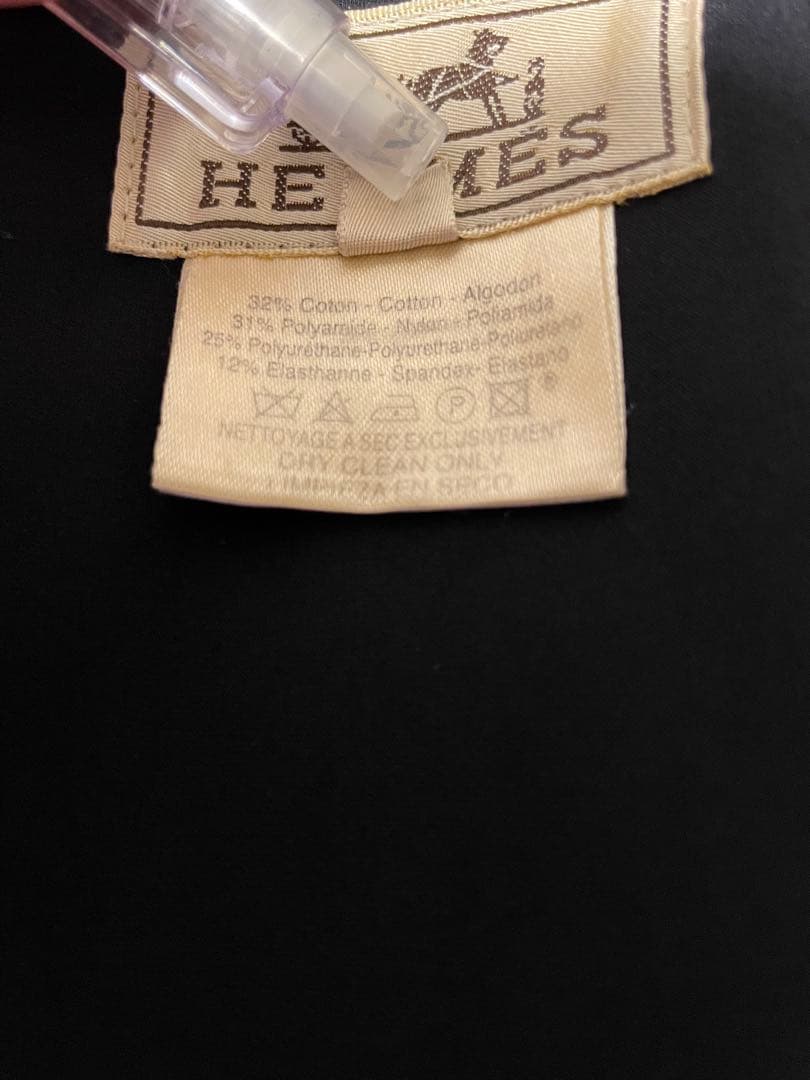 HE MES
32% Coton - Cotton - Algodon
31% Polyamide - Nylon - Poliamida
25% Polyuréthane-Polyurethane-Poliuretano
12% Elasthanne - Spandex- Elastano
P ®
NETTOYAGE A SEC EXCLUSIVEMENT
DRY CLEAN ONLY
LIMPIEZA EN SECO